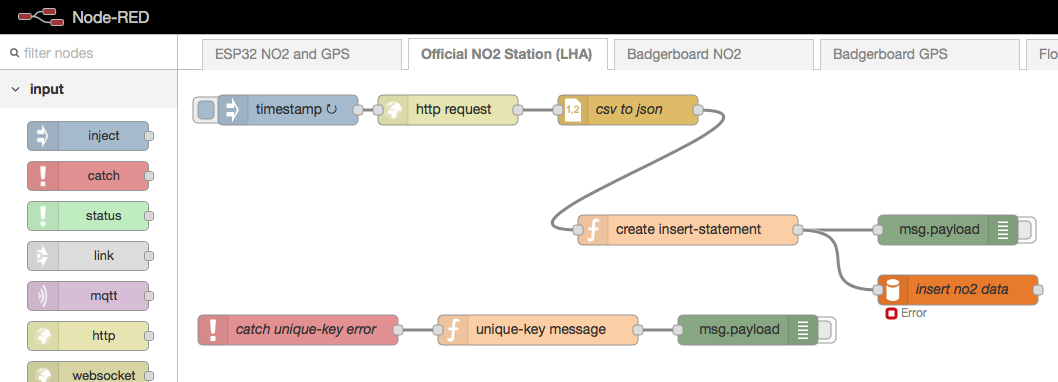 Node-RED
filter nodes
ESP32 NO2 and GPS
Official NO2 Station (LHA)
Badgerboard NO2
Badgerboard GPS
Flo
input
timestamp ↻
http request
1,2
csv to json
inject
catch
status
create insert-statement
msg.payload
link
mqtt
insert no2 data
Error
http
catch unique-key error
unique-key message
msg.payload
websocket